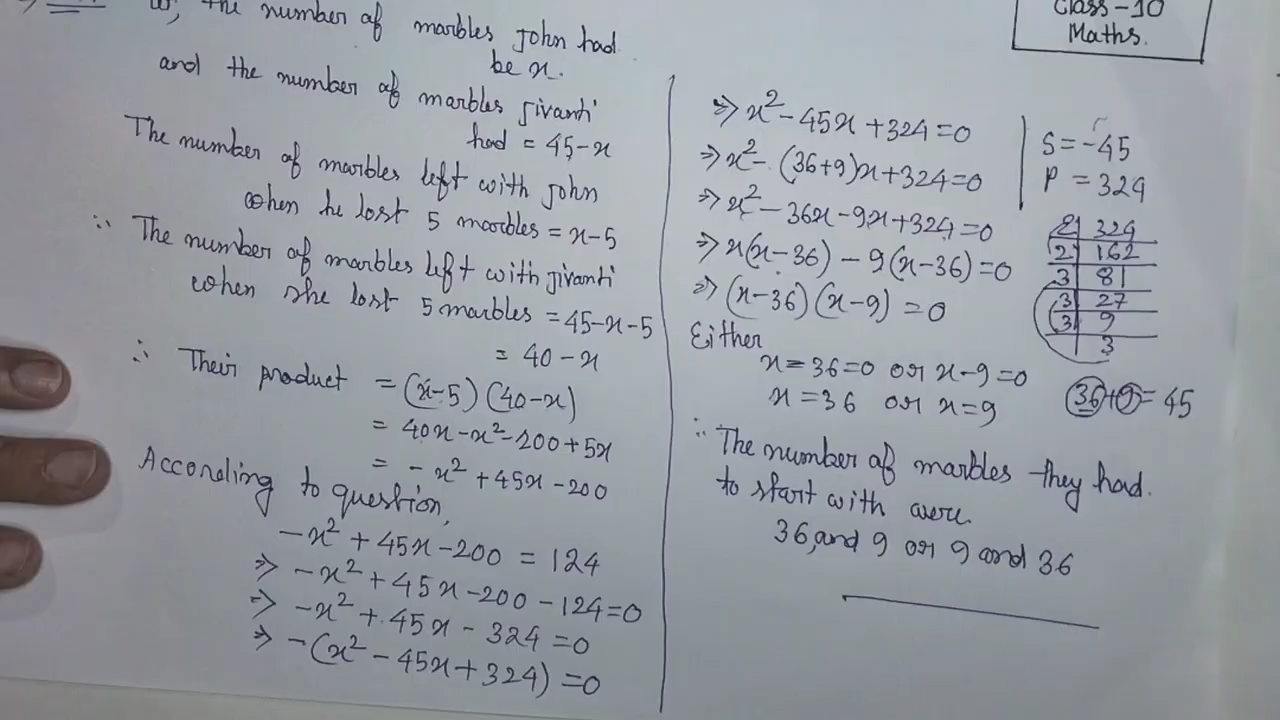 the number of marbles John had
be x.
and the number of marbles Jivanti
had = 45-x
The number of marbles left with John
when he lost 5 marbles = x-5
∴ The number of marbles left with Jivanti
when she lost 5 marbles = 45-x-5
= 40-x
∴ Their product = (x-5) (40-x)
= 40x-x²-200+5x
= -x²+45x-200
According to question,
-x²+45x-200 = 124
⇒ -x²+45x-200-124=0
⇒ -x²+45x-324=0
⇒ -(x²-45x+324)=0
Class-10
Maths.
⇒ x²-45x+324=0
⇒ x²-(36+9)x+324=0
⇒ x²-36x-9x+324=0
⇒ x(x-36)-9(x-36)=0
⇒ (x-36)(x-9)=0
Either
x-36=0 or x-9=0
x=36 or x=9
∴ The number of marbles they had.
to start with were
36, and 9 or 9 and 36
S=-45
P=324
2 324
2 162
3 81
3 27
3 9
3
36+9=45